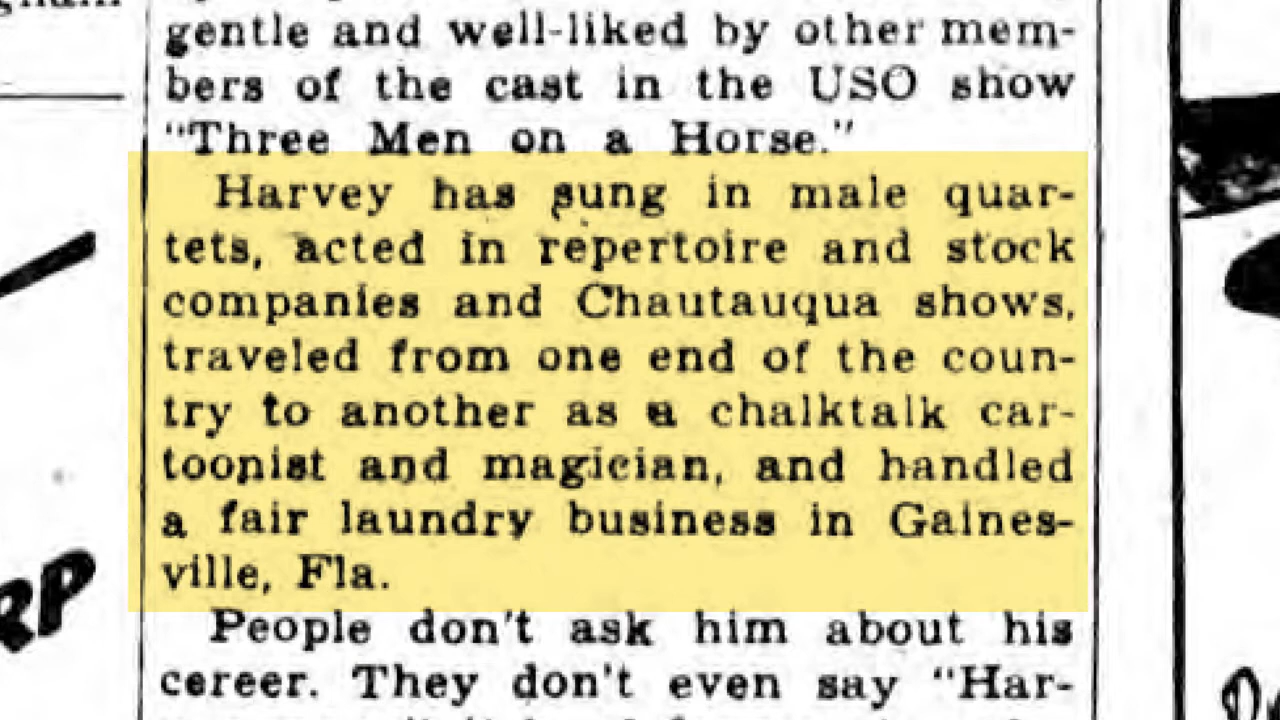 gentle and well-liked by other mem-
bers of the cast in the USO show
"Three Men on a Horse."
Harvey has sung in male quar-
tets, acted in repertoire and stock
companies and Chautauqua shows,
traveled from one end of the coun-
try to another as a chalktalk car-
toonist and magician, and handled
a fair laundry business in Gaines-
ville, Fla.
People don't ask him about his
cereer. They don't even say "Har-
RP